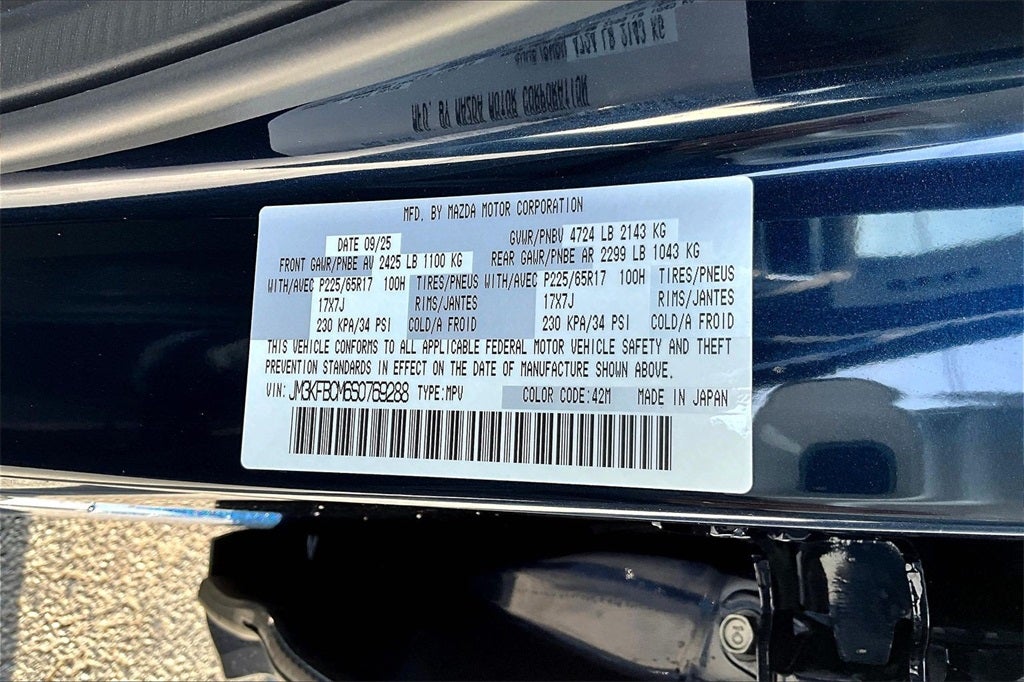 MFD. BY MAZDA MOTOR CORPORATION
DATE 09/25 GVWR/PNBV 4724 LB 2143 KG
FRONT GAWR/PNBE AV 2425 LB 1100 KG REAR GAWR/PNBE AR 2299 LB 1043 KG
WITH/AVEC P225/65R17 100H TIRES/PNEUS WITH/AVEC P225/65R17 100H TIRES/PNEUS
17X7J RIMS/JANTES 17X7J RIMS/JANTES
230 KPA/34 PSI COLD/A FROID 230 KPA/34 PSI COLD/A FROID
THIS VEHICLE CONFORMS TO ALL APPLICABLE FEDERAL MOTOR VEHICLE SAFETY AND THEFT
PREVENTION STANDARDS IN EFFECT ON THE DATE OF MANUFACTURE SHOWN ABOVE.
VIN: JM3KFBCM6S0769288 TYPE:MPV COLOR CODE:42M MADE IN JAPAN